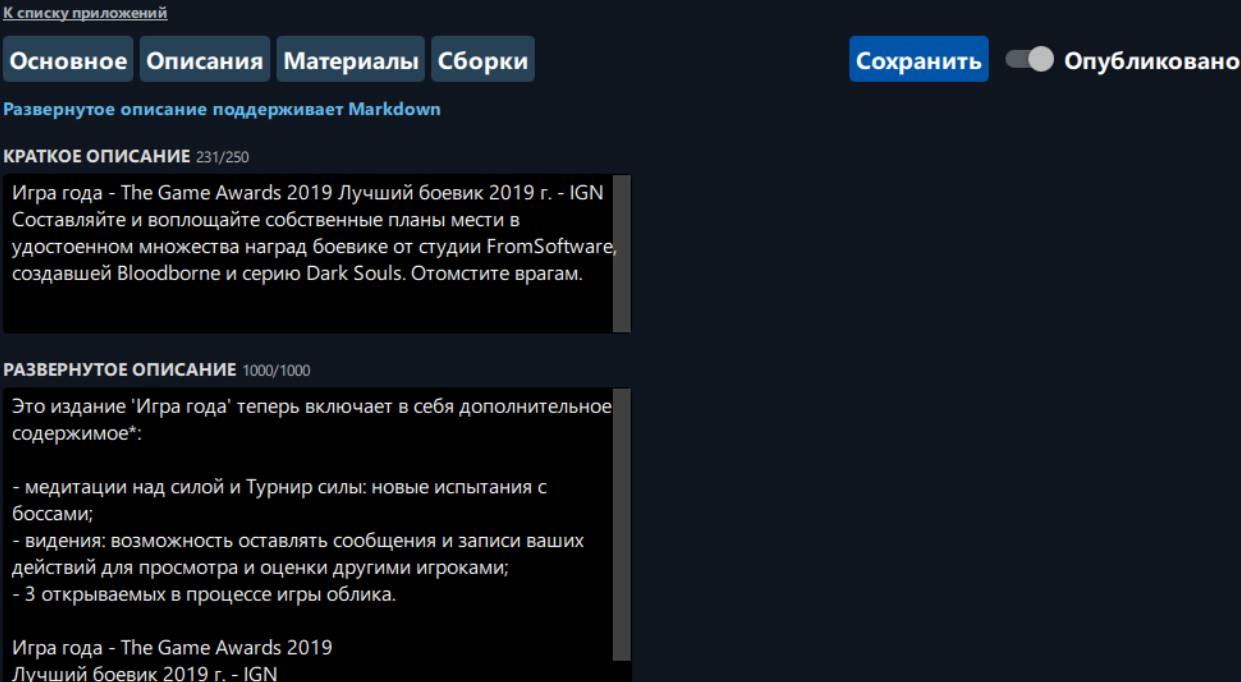 К списку приложений
Основное Описания Материалы Сборки Сохранить Опубликовано
Развернутое описание поддерживает Markdown
КРАТКОЕ ОПИСАНИЕ 231/250
Игра года - The Game Awards 2019 Лучший боевик 2019 г. - IGN
Составляйте и воплощайте собственные планы мести в
удостоенном множества наград боевике от студии FromSoftware,
создавшей Bloodborne и серию Dark Souls. Отомстите врагам.
РАЗВЕРНУТОЕ ОПИСАНИЕ 1000/1000
Это издание 'Игра года' теперь включает в себя дополнительное
содержимое*:
- медитации над силой и Турнир силы: новые испытания с
боссами;
- видения: возможность оставлять сообщения и записи ваших
действий для просмотра и оценки другими игроками;
- 3 открываемых в процессе игры облика.
Игра года - The Game Awards 2019
Лучший боевик 2019 г. - IGN